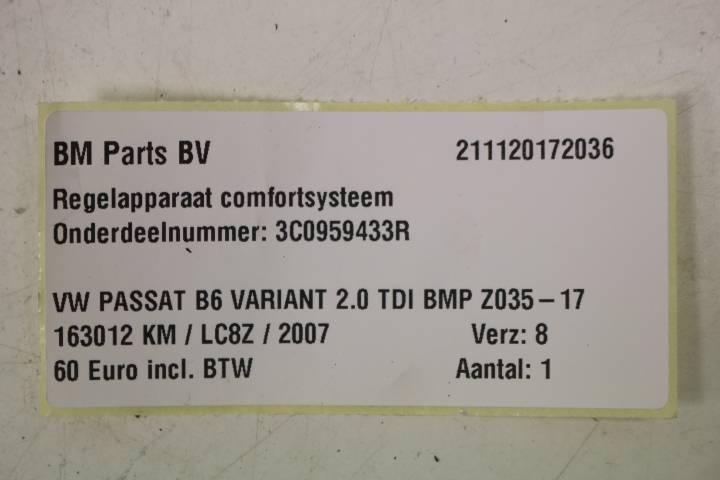 BM Parts BV 211120172036
Regelapparaat comfortsysteem
Onderdeelnummer: 3C0959433R
VW PASSAT B6 VARIANT 2.0 TDI BMP Z035-17
163012 KM / LC8Z / 2007 Verz: 8
60 Euro incl. BTW Aantal: 1